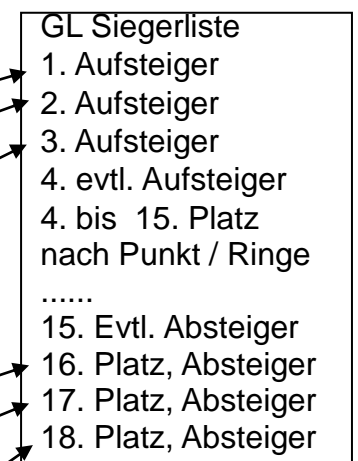 GL Siegerliste
1. Aufsteiger
2. Aufsteiger
3. Aufsteiger
4. evtl. Aufsteiger
4. bis 15. Platz
nach Punkt / Ringe
......
15. Evtl. Absteiger
16. Platz, Absteiger
17. Platz, Absteiger
18. Platz, Absteiger